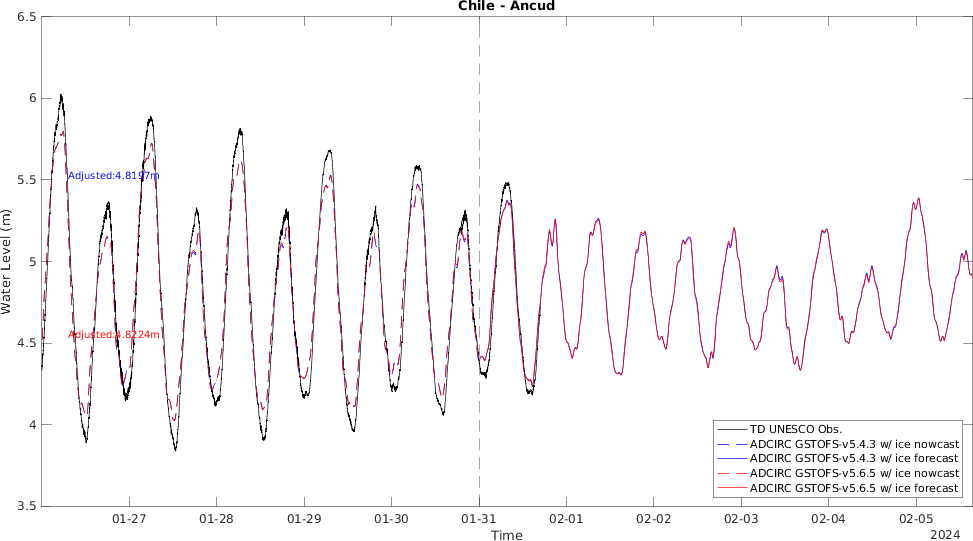 Chile - Ancud
6.5
6
5.5
5
4.5
4
3.5
Water Level (m)
Adjusted:4.8197m
Adjusted:4.8224m
TD UNESCO Obs.
ADCIRC GSTOFS-v5.4.3 w/ ice nowcast
ADCIRC GSTOFS-v5.4.3 w/ ice forecast
ADCIRC GSTOFS-v5.6.5 w/ ice nowcast
ADCIRC GSTOFS-v5.6.5 w/ ice forecast
01-27 01-28 01-29 01-30 01-31 02-01 02-02 02-03 02-04 02-05
Time
2024